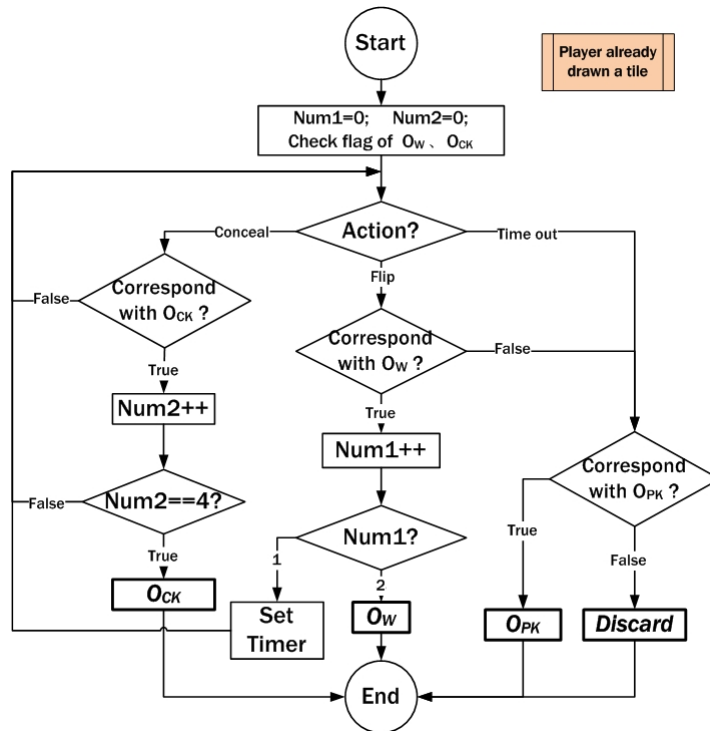 Start
Player already
drawn a tile
Num1=0; Num2=0;
Check flag of OW 、 OCK
Action?
Conceal
Time out
Flip
Correspond
with OCK ?
False
Correspond
with OW ?
False
True
Num2++
True
Num1++
Correspond
with OPK ?
Num2==4?
False
Num1?
True
True
False
1
2
OCK
Set
Timer
OW
OPK
Discard
End